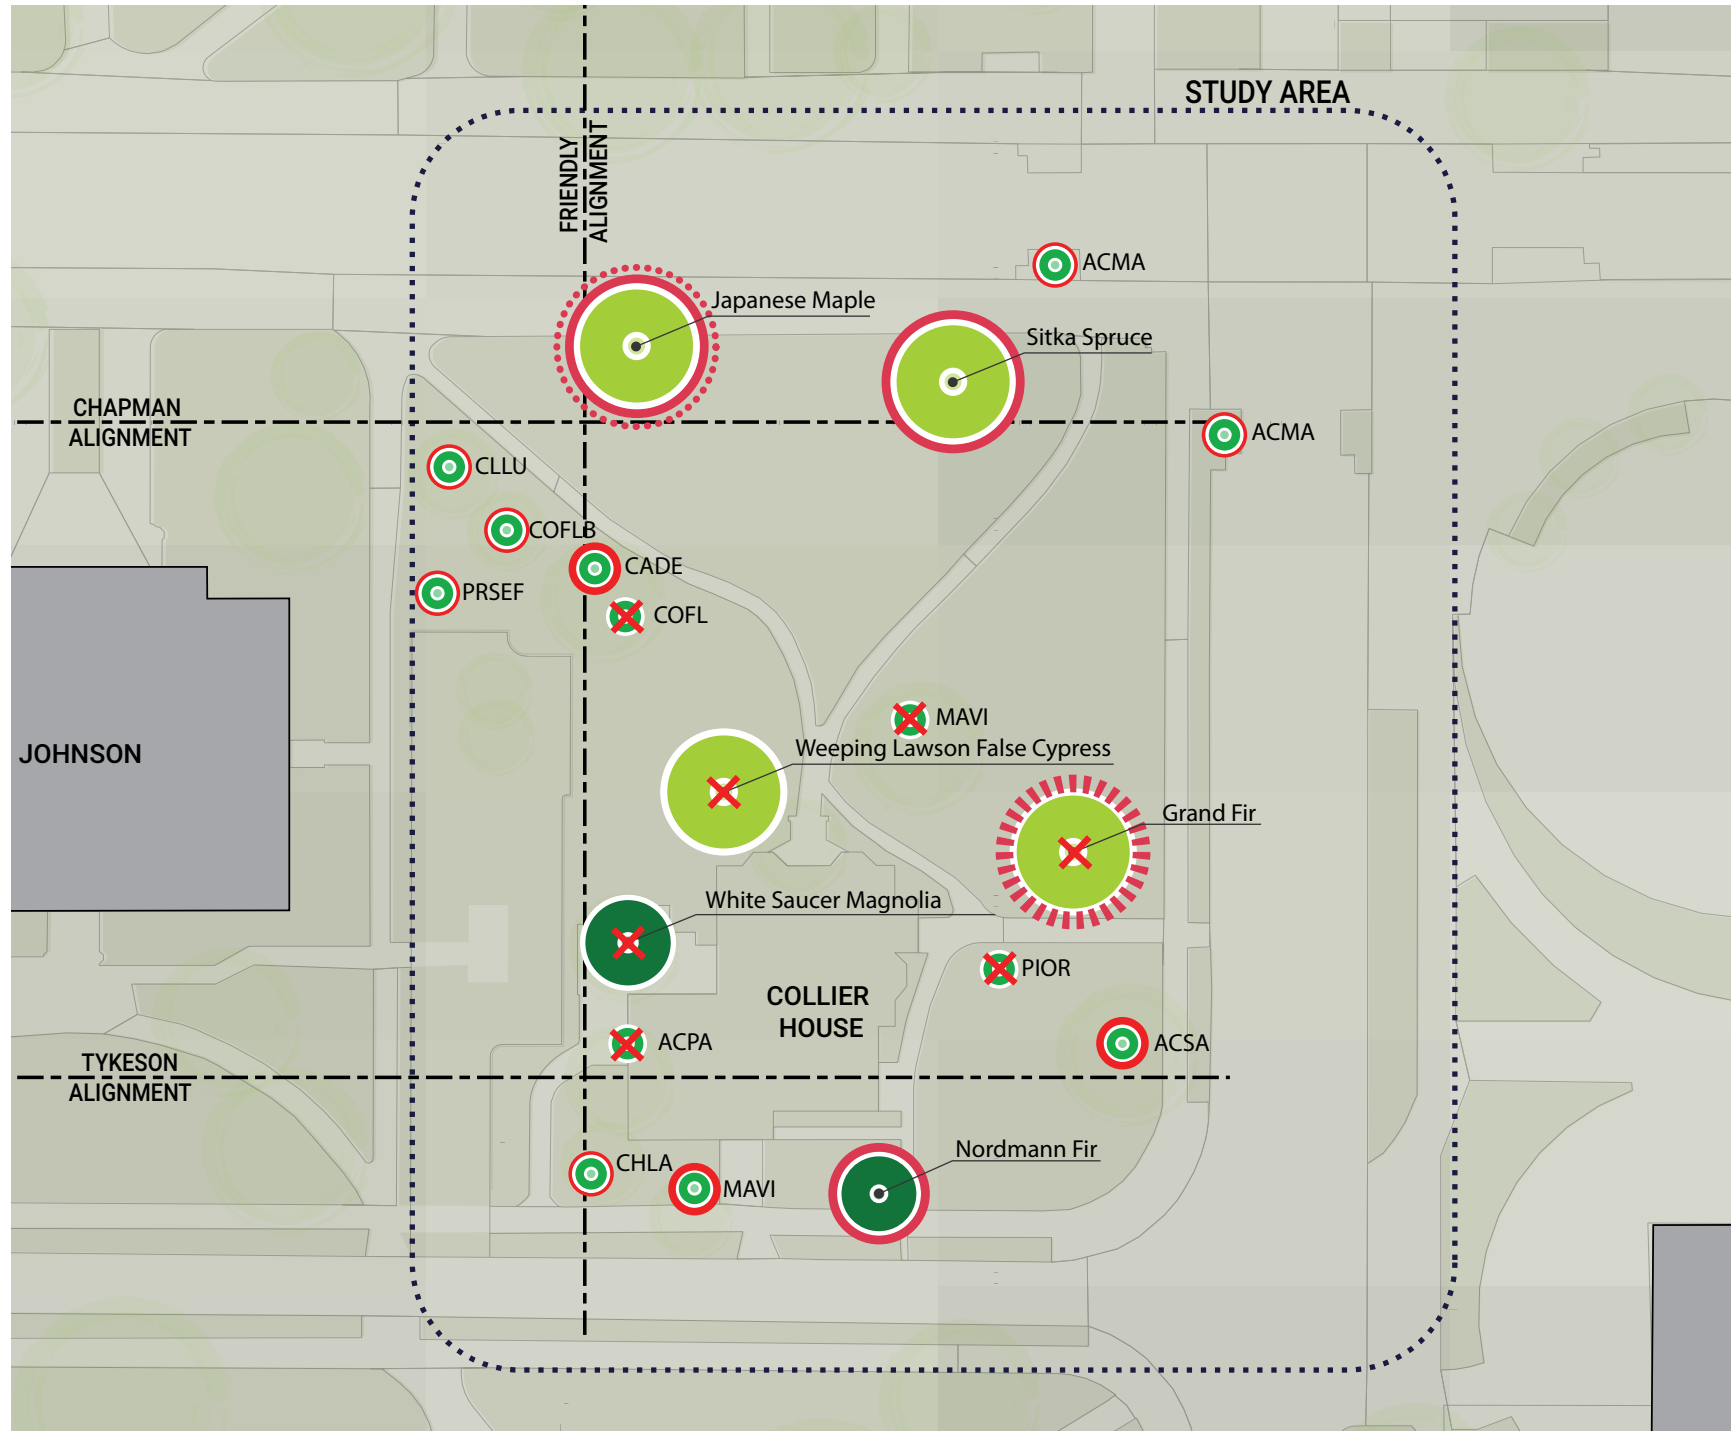 STUDY AREA
FRIENDLY
ALIGNMENT
ACMA
Japanese Maple
Sitka Spruce
CHAPMAN
ALIGNMENT
ACMA
CLLU
COFLB
CADE
PRSEF
COFL
MAVI
JOHNSON
Weeping Lawson False Cypress
Grand Fir
White Saucer Magnolia
PIOR
COLLIER
HOUSE
ACPA
ACSA
TYKESON
ALIGNMENT
Nordmann Fir
CHLA
MAVI